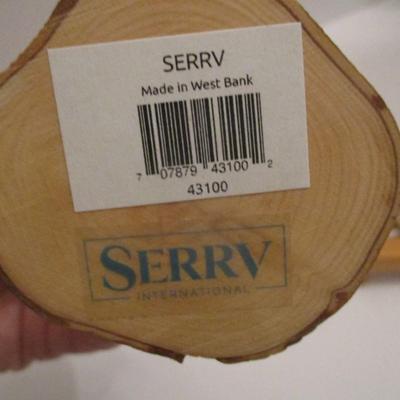 SERRV
Made in West Bank
7 07879 43100 2
43100
SERRV
INTERNATIONAL